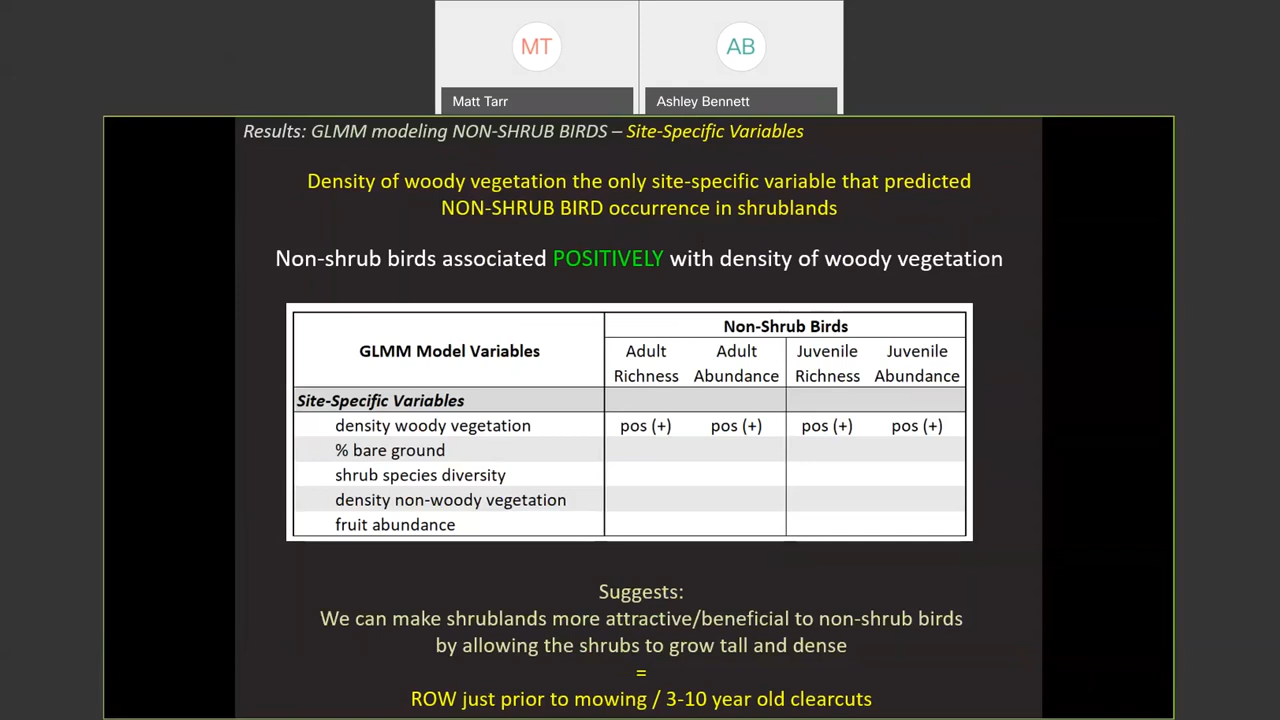 MT
AB
Matt Tarr
Ashley Bennett
Results: GLMM modeling NON-SHRUB BIRDS – Site-Specific Variables
Density of woody vegetation the only site-specific variable that predicted
NON-SHRUB BIRD occurrence in shrublands
Non-shrub birds associated POSITIVELY with density of woody vegetation
GLMM Model Variables
Non-Shrub Birds
Adult Richness
Adult Abundance
Juvenile Richness
Juvenile Abundance
Site-Specific Variables
density woody vegetation pos (+) pos (+) pos (+) pos (+)
% bare ground
shrub species diversity
density non-woody vegetation
fruit abundance
Suggests:
We can make shrublands more attractive/beneficial to non-shrub birds
by allowing the shrubs to grow tall and dense
=
ROW just prior to mowing / 3-10 year old clearcuts